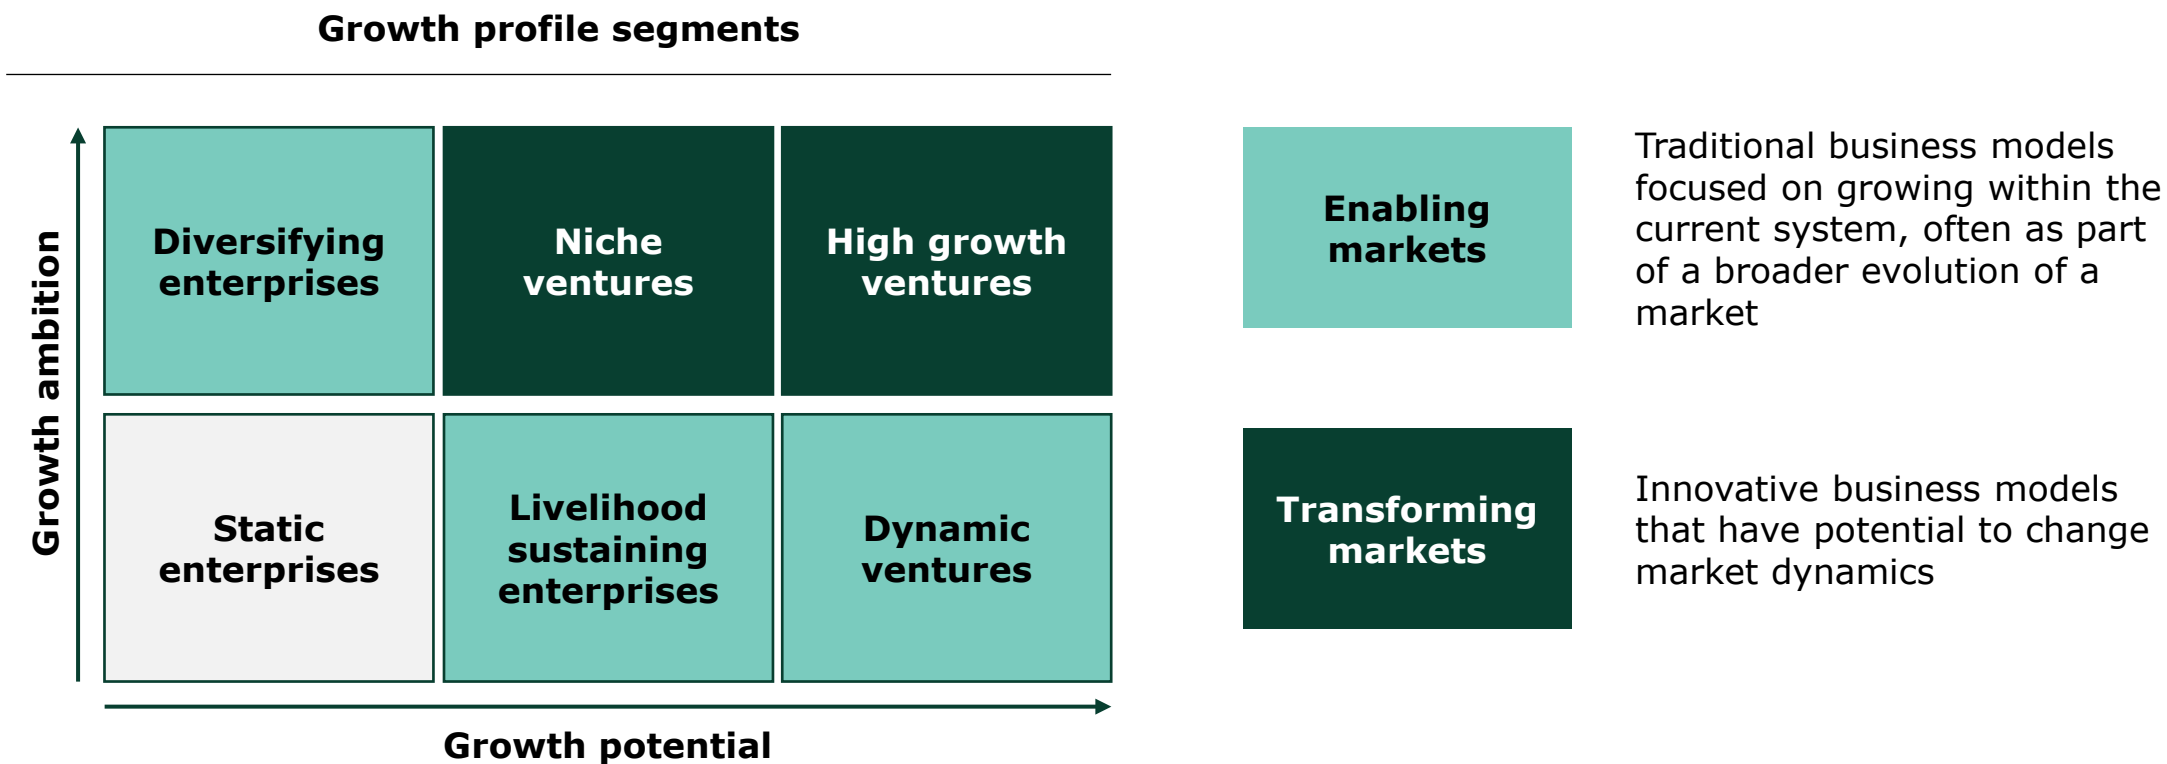 Growth profile segments
Growth ambition
Diversifying
enterprises
Niche
ventures
High growth
ventures
Static
enterprises
Livelihood
sustaining
enterprises
Dynamic
ventures
Growth potential
Enabling
markets
Traditional business models
focused on growing within the
current system, often as part
of a broader evolution of a
market
Transforming
markets
Innovative business models
that have potential to change
market dynamics